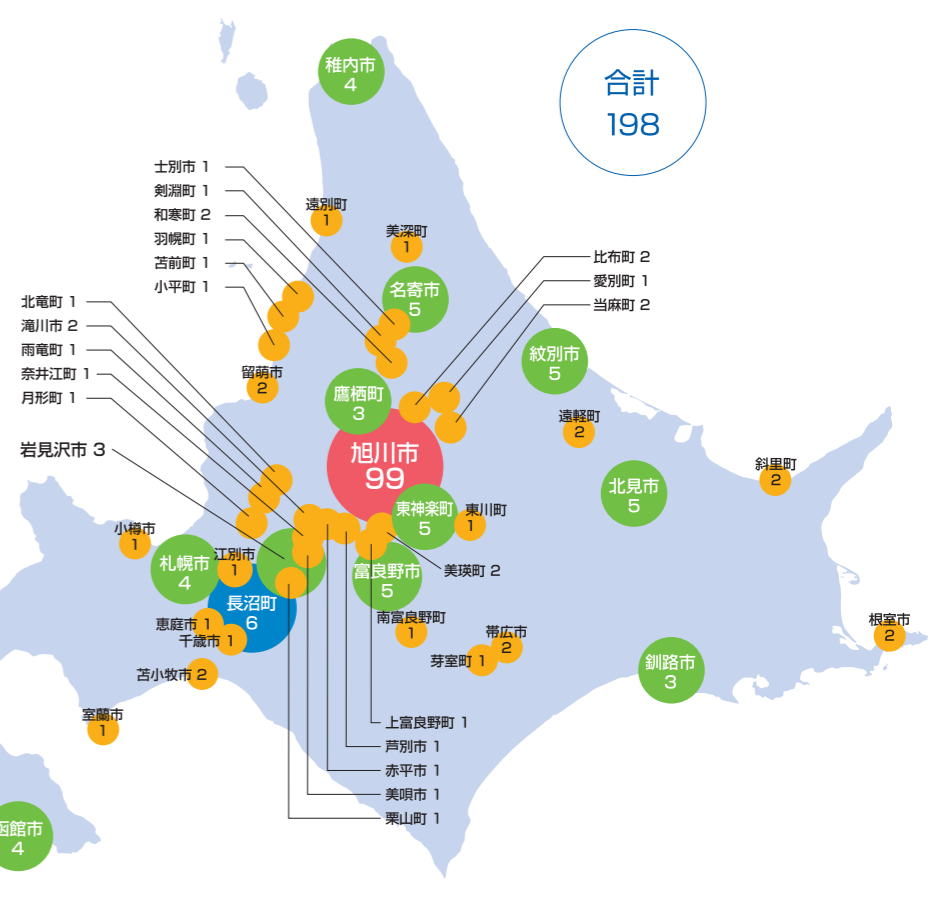 合計
198
稚内市
4
士別市 1
剣淵町 1
和寒町 2
羽幌町 1
苫前町 1
小平町 1
遠別町
1
美深町
1
名寄市
5
比布町 2
愛別町 1
当麻町 2
北竜町 1
滝川市 2
雨竜町 1
奈井江町 1
月形町 1
岩見沢市 3
留萌市
2
鷹栖町
3
紋別市
5
旭川市
99
遠軽町
2
斜里町
2
北見市
5
東神楽町
5
東川町
1
小樽市
1
札幌市
4
江別市
1
長沼町
6
富良野市
5
美瑛町 2
恵庭市 1
千歳市 1
苫小牧市 2
南富良野町
1
帯広市
2
芽室町 1
釧路市
3
根室市
2
室蘭市
1
上富良野町 1
芦別市 1
赤平市 1
美唄市 1
栗山町 1
函館市
4